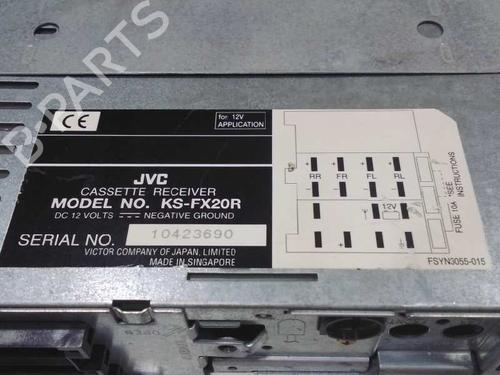 B-PARTS
CE
for 12V
APPLICATION
JVC
CASSETTE RECEIVER
MODEL NO. KS-FX20R
DC 12 VOLTS NEGATIVE GROUND
SERIAL NO. 10423690
VICTOR COMPANY OF JAPAN, LIMITED
MADE IN SINGAPORE
+ + + +
RR FR FL RL
- - - -
12V
FUSE 10A *SEE
INSTRUCTIONS
FSYN3055-015